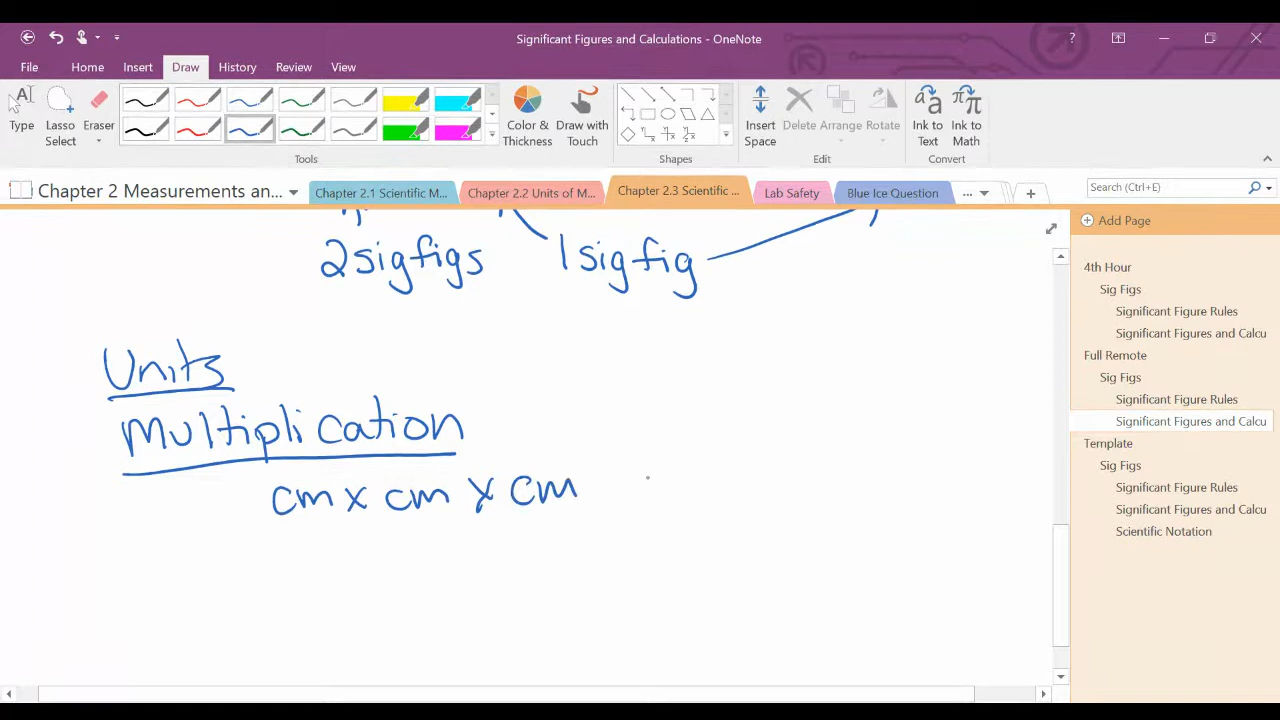 Significant Figures and Calculations - OneNote
?
File Home Insert Draw History Review View
Type Lasso Select Eraser Color & Thickness Draw with Touch Insert Space Delete Arrange Rotate Ink to Text Ink to Math
Tools Shapes Edit Convert
Chapter 2 Measurements an... Chapter 2.1 Scientific M... Chapter 2.2 Units of M... Chapter 2.3 Scientific ... Lab Safety Blue Ice Question ... Search (Ctrl+E)
Add Page
4th Hour
Sig Figs
Significant Figure Rules
Significant Figures and Calcu
Full Remote
Sig Figs
Significant Figure Rules
Significant Figures and Calcu
Template
Sig Figs
Significant Figure Rules
Significant Figures and Calcu
Scientific Notation
2sigfigs 1sigfig
Units
Multiplication
cm x cm x cm